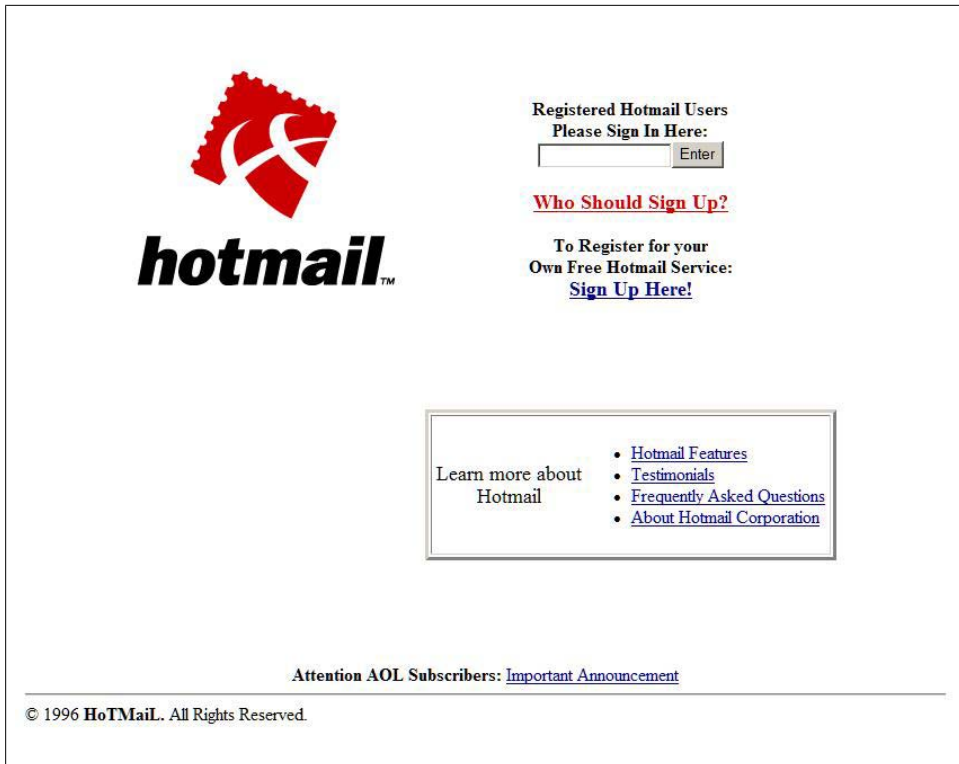 hotmail™
Registered Hotmail Users
Please Sign In Here:
Enter
Who Should Sign Up?
To Register for your
Own Free Hotmail Service:
Sign Up Here!
Learn more about
Hotmail
Hotmail Features
Testimonials
Frequently Asked Questions
About Hotmail Corporation
Attention AOL Subscribers: Important Announcement
© 1996 HoTMaiL. All Rights Reserved.